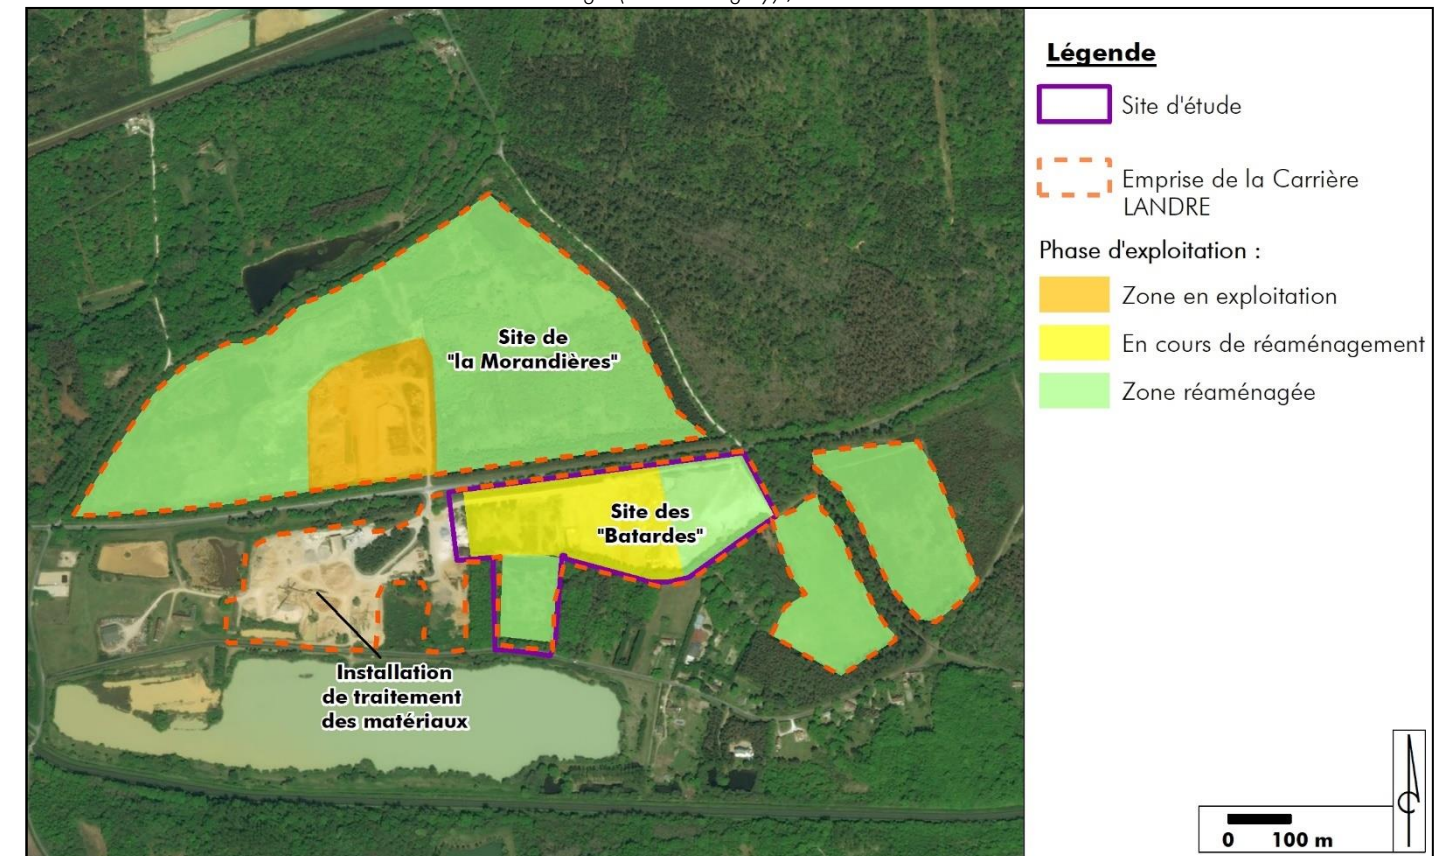 Légende
Site d'étude
Emprise de la Carrière
LANDRE
Phase d'exploitation :
Zone en exploitation
En cours de réaménagement
Zone réaménagée
Site de
"la Morandières"
Site des
"Batardes"
Installation
de traitement
des matériaux
0 100 m